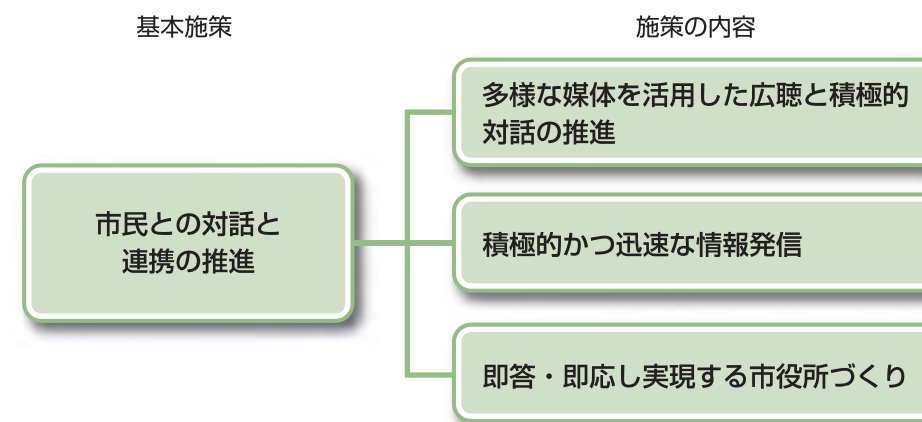 基本施策
施策の内容
市民との対話と
連携の推進
多様な媒体を活用した広聴と積極的
対話の推進
積極的かつ迅速な情報発信
即答・即応し実現する市役所づくり